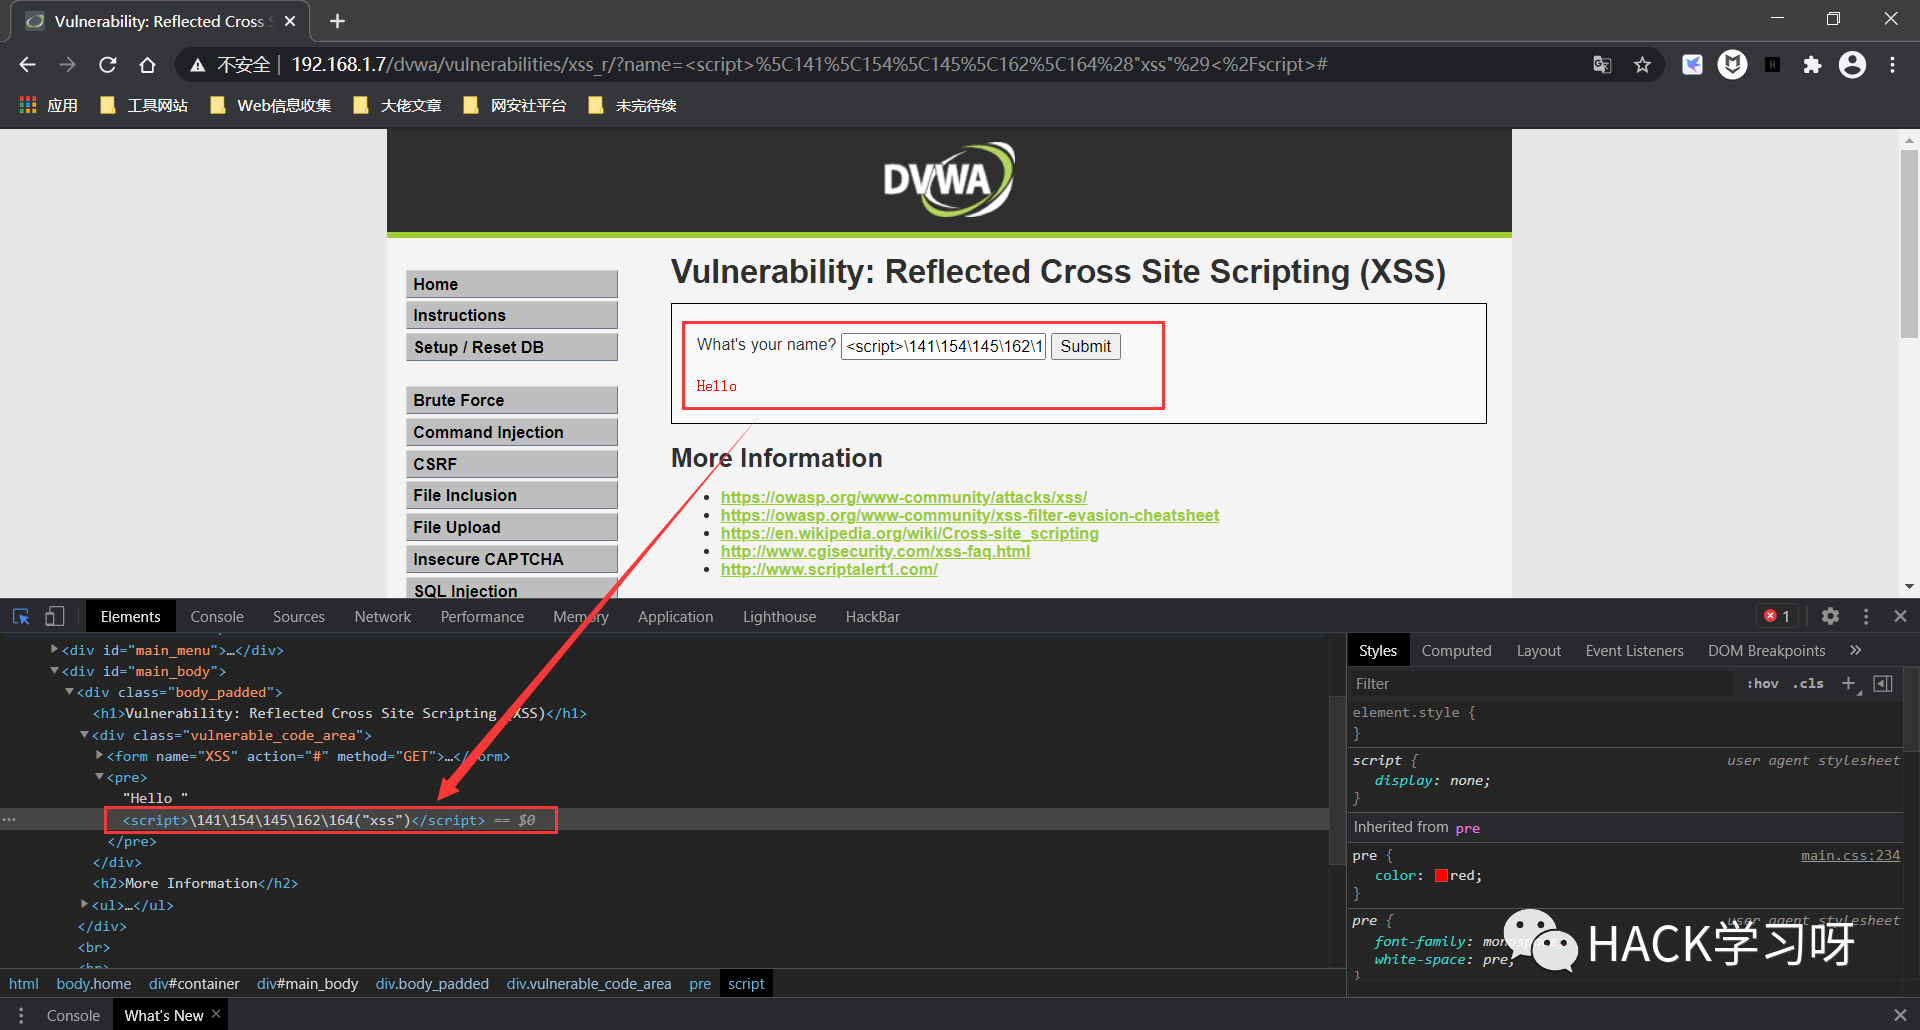 Vulnerability: Reflected Cross S
不安全 192.168.1.7/dvwa/vulnerabilities/xss_r/?name=<script>%5C141%5C154%5C145%5C162%5C164%28"xss"%29<%2Fscript>#
应用 工具网站 Web信息收集 大佬文章 网安社平台 未完待续
DVWA
Vulnerability: Reflected Cross Site Scripting (XSS)
Home
Instructions
Setup / Reset DB
Brute Force
Command Injection
CSRF
File Inclusion
File Upload
Insecure CAPTCHA
SQL Injection
What's your name? <script>\141\154\145\162\1 Submit
Hello
More Information
https://owasp.org/www-community/attacks/xss/
https://owasp.org/www-community/xss-filter-evasion-cheatsheet
https://en.wikipedia.org/wiki/Cross-site_scripting
http://www.cgisecurity.com/xss-faq.html
http://www.scriptalert1.com/
Elements Console Sources Network Performance Memory Application Lighthouse HackBar 1
<div id="main_menu">…</div>
<div id="main_body">
<div class="body_padded">
<h1>Vulnerability: Reflected Cross Site Scripting (XSS)</h1>
<div class="vulnerable_code_area">
<form name="XSS" action="#" method="GET">…</form>
<pre>
"Hello "
<script>\141\154\145\162\164("xss")</script> == $0
</pre>
</div>
<h2>More Information</h2>
<ul>…</ul>
</div>
<br>
Styles Computed Layout Event Listeners DOM Breakpoints »
Filter :hov .cls +
element.style {
}
script { user agent stylesheet
display: none;
}
Inherited from pre
pre { main.css:234
color: red;
}
pre { user agent stylesheet
font-family: monospace;
white-space: pre;
}
HACK学习呀
html body.home div#container div#main_body div.body_padded div.vulnerable_code_area pre script
Console What's New